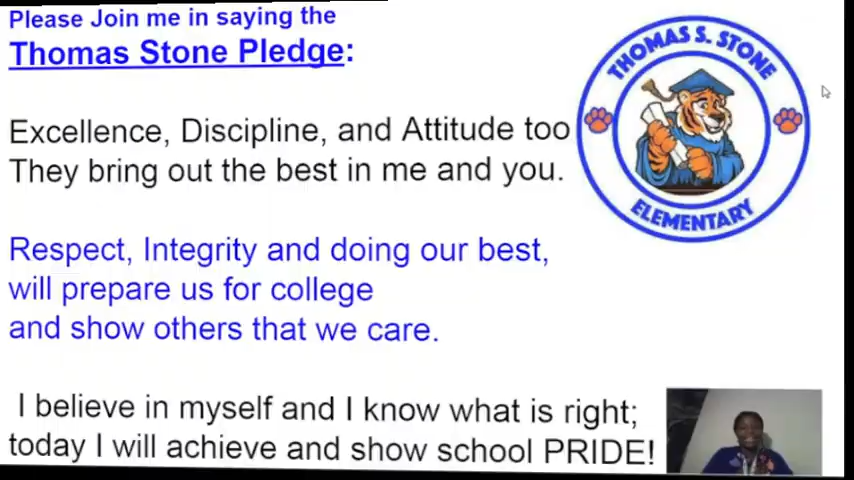 Please Join me in saying the
Thomas Stone Pledge:
THOMAS S. STONE
ELEMENTARY
Excellence, Discipline, and Attitude too
They bring out the best in me and you.
Respect, Integrity and doing our best,
will prepare us for college
and show others that we care.
I believe in myself and I know what is right;
today I will achieve and show school PRIDE!